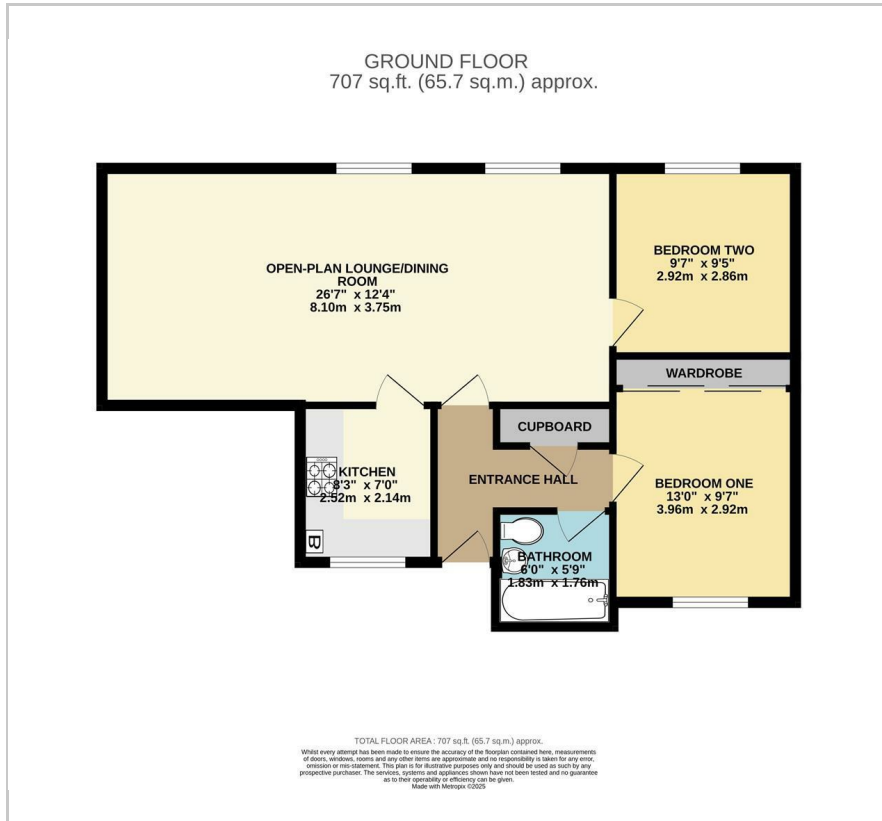 GROUND FLOOR
707 sq.ft. (65.7 sq.m.) approx.
OPEN-PLAN LOUNGE/DINING
ROOM
26'7" x 12'4"
8.10m x 3.75m
BEDROOM TWO
9'7" x 9'5"
2.92m x 2.86m
WARDROBE
CUPBOARD
KITCHEN
8'3" x 7'0"
2.52m x 2.14m
ENTRANCE HALL
BEDROOM ONE
13'0" x 9'7"
3.96m x 2.92m
B
BATHROOM
6'0" x 5'9"
1.83m x 1.76m
TOTAL FLOOR AREA : 707 sq.ft. (65.7 sq.m.) approx.
Whilst every attempt has been made to ensure the accuracy of the floorplan contained here, measurements
of doors, windows, rooms and any other items are approximate and no responsibility is taken for any error,
omission or mis-statement. This plan is for illustrative purposes only and should be used as such by any
prospective purchaser. The services, systems and appliances shown have not been tested and no guarantee
as to their operability or efficiency can be given.
Made with Metropix ©2025